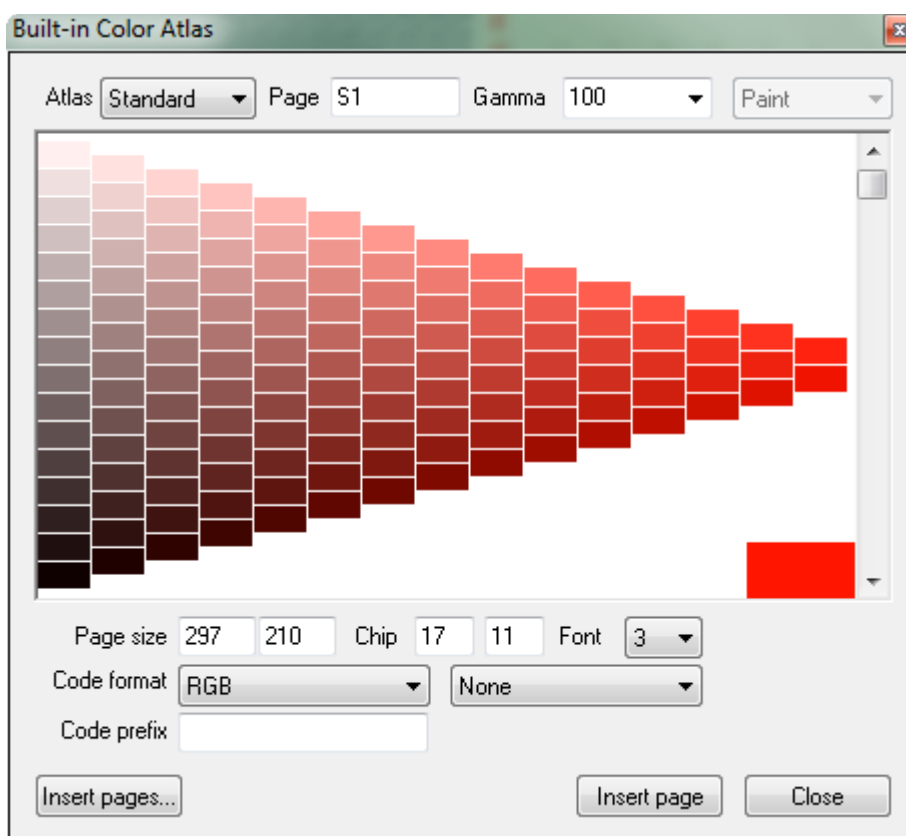 Built-in Color Atlas
Atlas Standard Page S1 Gamma 100 Paint
Page size 297 210 Chip 17 11 Font 3
Code format RGB None
Code prefix
Insert pages... Insert page Close